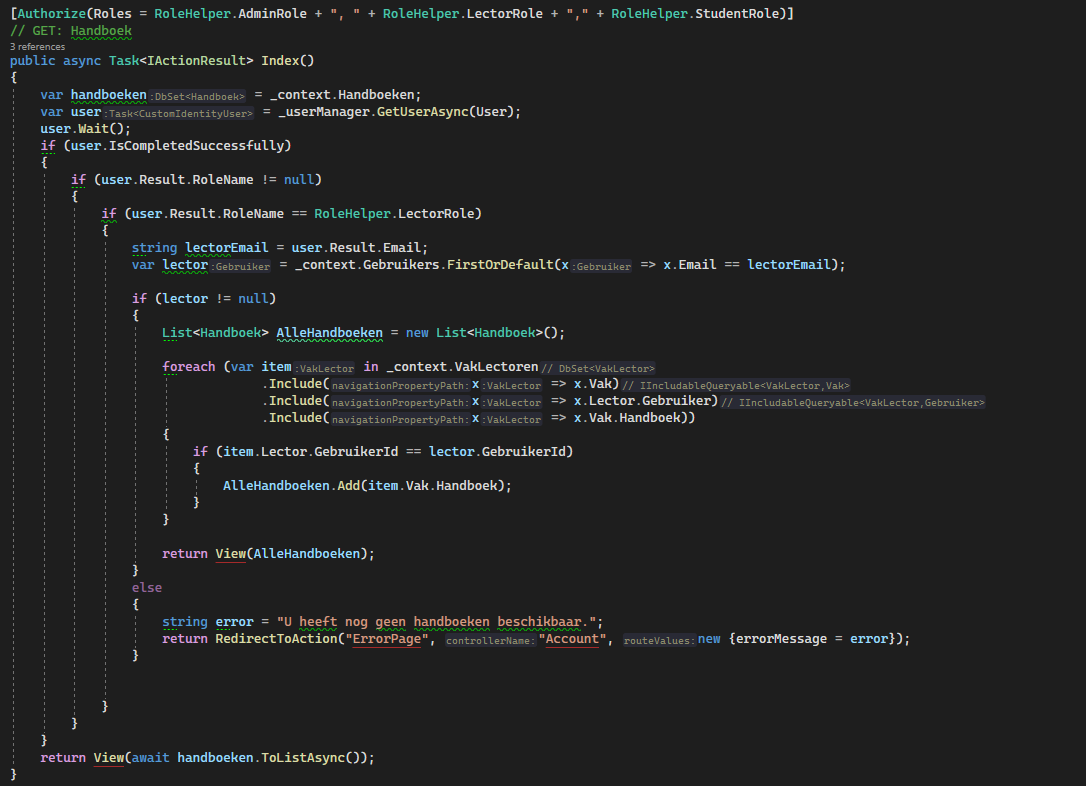 [Authorize(Roles = RoleHelper.AdminRole + ", " + RoleHelper.LectorRole + "," + RoleHelper.StudentRole)]
// GET: Handboek
3 references
public async Task<IActionResult> Index()
{
    var handboeken:DbSet<Handboek> = _context.Handboeken;
    var user:Task<CustomIdentityUser> = _userManager.GetUserAsync(User);
    user.Wait();
    if (user.IsCompletedSuccessfully)
    {
        if (user.Result.RoleName != null)
        {
            if (user.Result.RoleName == RoleHelper.LectorRole)
            {
                string lectorEmail = user.Result.Email;
                var lector:Gebruiker = _context.Gebruikers.FirstOrDefault(x:Gebruiker => x.Email == lectorEmail);
                if (lector != null)
                {
                    List<Handboek> AlleHandboeken = new List<Handboek>();
                    foreach (var item:VakLector in _context.VakLectoren// DbSet<VakLector>
                                 .Include(navigationPropertyPath:x:VakLector => x.Vak)// IIncludableQueryable<VakLector,Vak>
                                 .Include(navigationPropertyPath:x:VakLector => x.Lector.Gebruiker)// IIncludableQueryable<VakLector,Gebruiker>
                                 .Include(navigationPropertyPath:x:VakLector => x.Vak.Handboek))
                    {
                        if (item.Lector.GebruikerId == lector.GebruikerId)
                        {
                            AlleHandboeken.Add(item.Vak.Handboek);
                        }
                    }
                    return View(AlleHandboeken);
                }
                else
                {
                    string error = "U heeft nog geen handboeken beschikbaar.";
                    return RedirectToAction("ErrorPage", controllerName:"Account", routeValues:new {errorMessage = error});
                }
            }
        }
    }
    return View(await handboeken.ToListAsync());
}